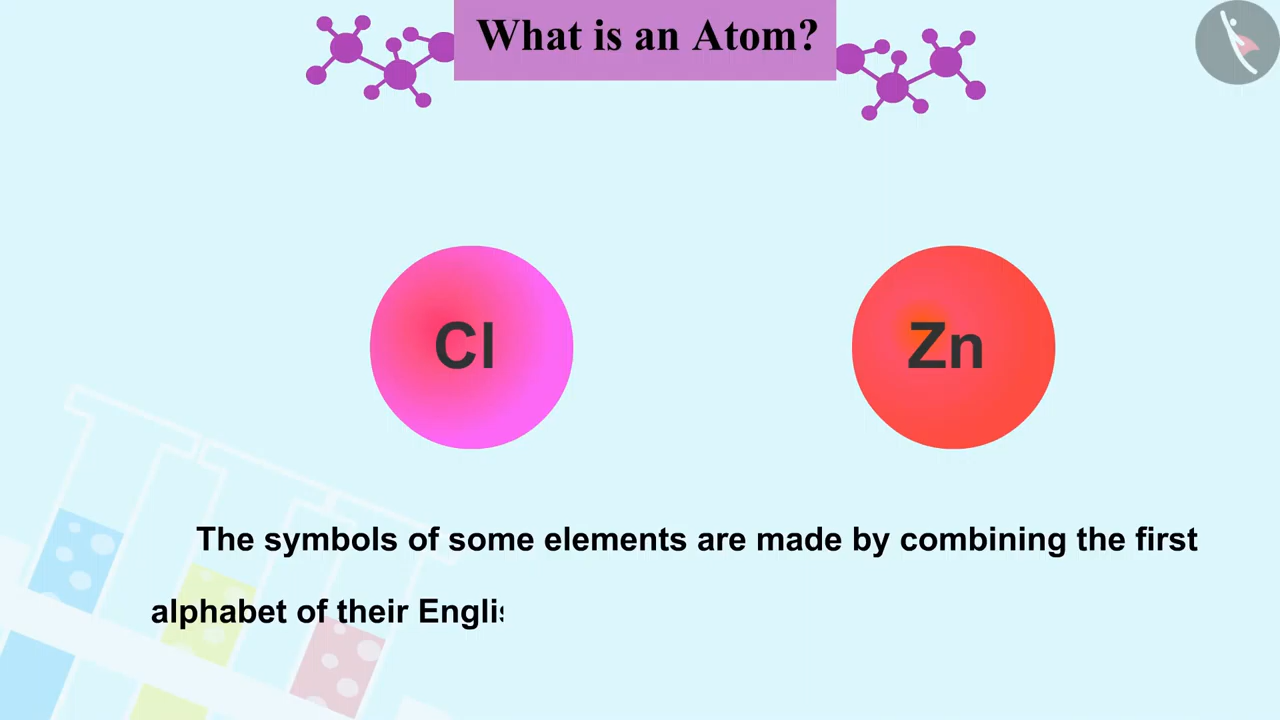 What is an Atom?
Cl
Zn
The symbols of some elements are made by combining the first
alphabet of their Engli